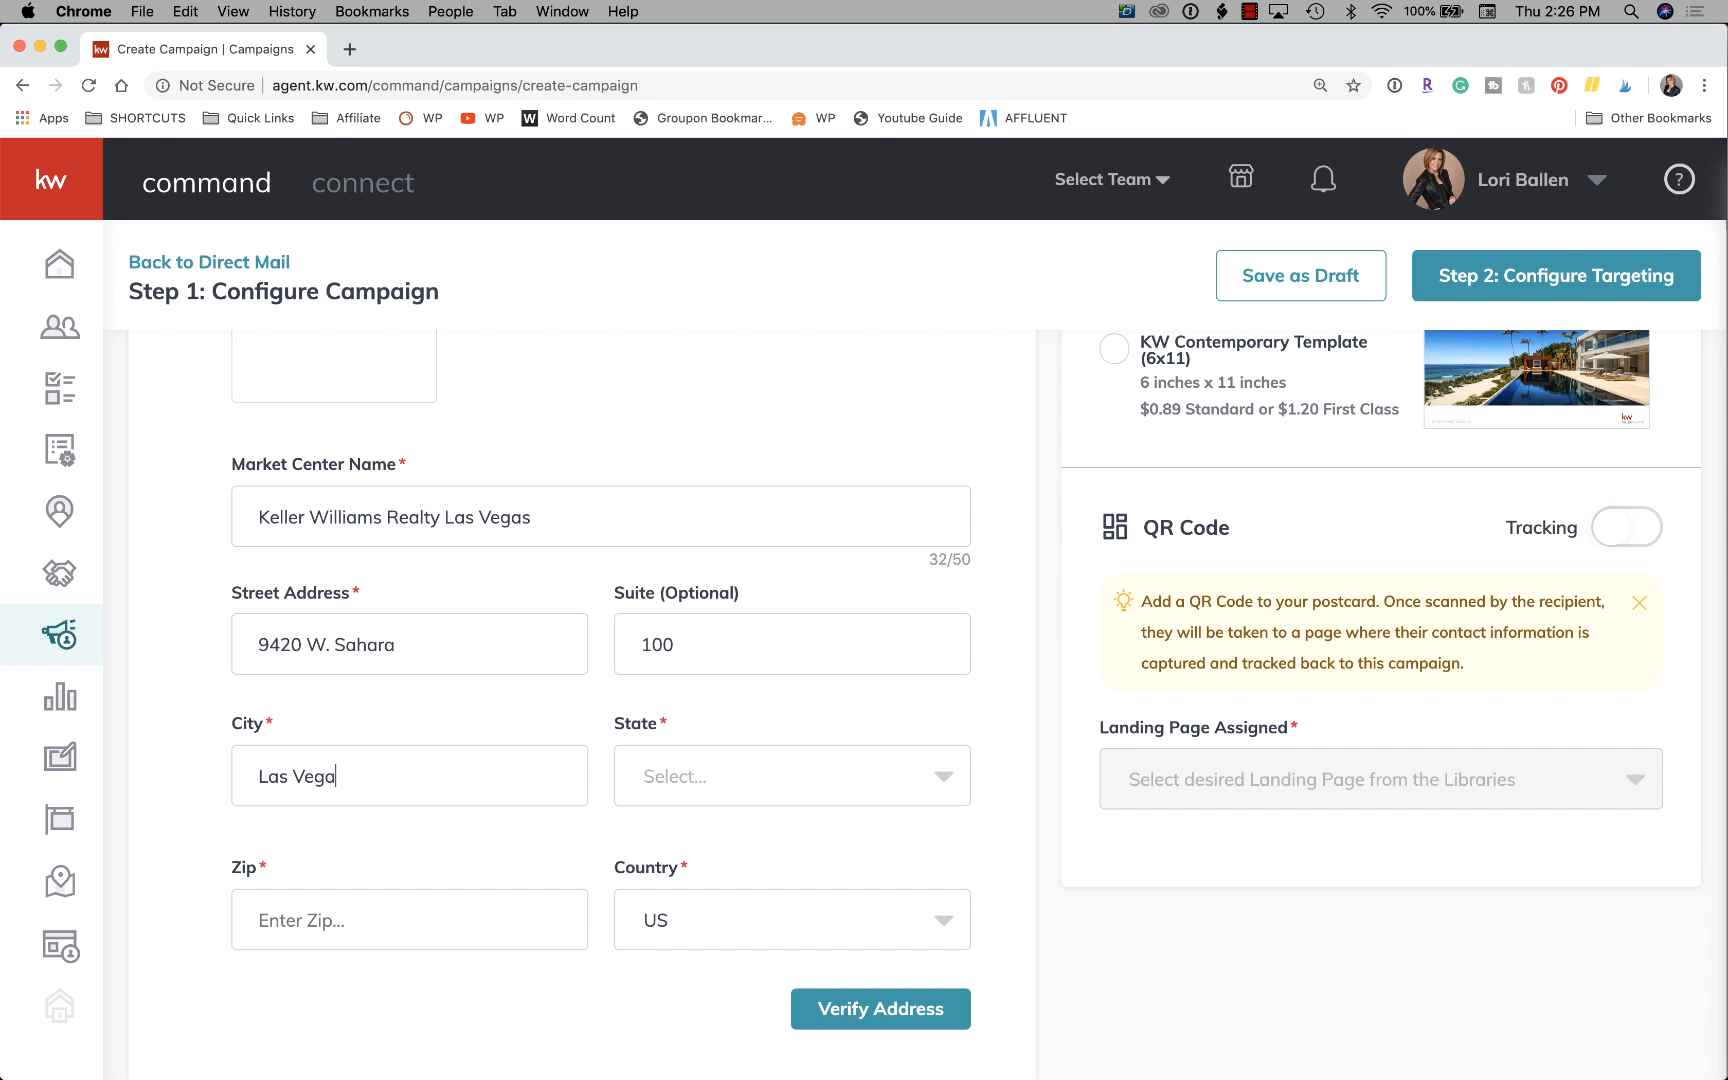 Chrome File Edit View History Bookmarks People Tab Window Help 100% Thu 2:26 PM
kw Create Campaign | Campaigns
Not Secure agent.kw.com/command/campaigns/create-campaign
Apps SHORTCUTS Quick Links Affiliate WP WP W Word Count Groupon Bookmar... WP Youtube Guide AFFLUENT Other Bookmarks
kw command connect Select Team Lori Ballen ?
Back to Direct Mail
Step 1: Configure Campaign
Save as Draft Step 2: Configure Targeting
KW Contemporary Template
(6x11)
6 inches x 11 inches
$0.89 Standard or $1.20 First Class
kw
Market Center Name*
Keller Williams Realty Las Vegas
32/50
Street Address* Suite (Optional)
9420 W. Sahara 100
City* State*
Las Vega Select...
Zip* Country*
Enter Zip... US
Verify Address
QR Code Tracking
Add a QR Code to your postcard. Once scanned by the recipient,
they will be taken to a page where their contact information is
captured and tracked back to this campaign.
Landing Page Assigned*
Select desired Landing Page from the Libraries